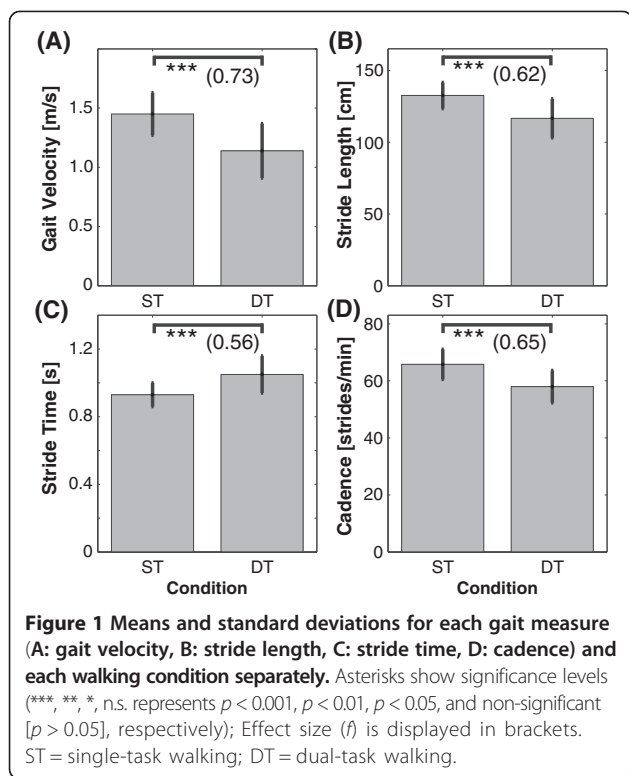 (A)
*** (0.73)
Gait Velocity [m/s]
1.5
1.0
0.5
0
ST DT
(B)
*** (0.62)
Stride Length [cm]
150
100
50
0
ST DT
(C)
*** (0.56)
Stride Time [s]
1.2
0.8
0.4
0
ST DT
Condition
(D)
*** (0.65)
Cadence [strides/min]
80
60
40
20
0
ST DT
Condition
Figure 1 Means and standard deviations for each gait measure
(A: gait velocity, B: stride length, C: stride time, D: cadence) and
each walking condition separately. Asterisks show significance levels
(***, **, *, n.s. represents p < 0.001, p < 0.01, p < 0.05, and non-significant
[p > 0.05], respectively); Effect size (f) is displayed in brackets.
ST = single-task walking; DT = dual-task walking.